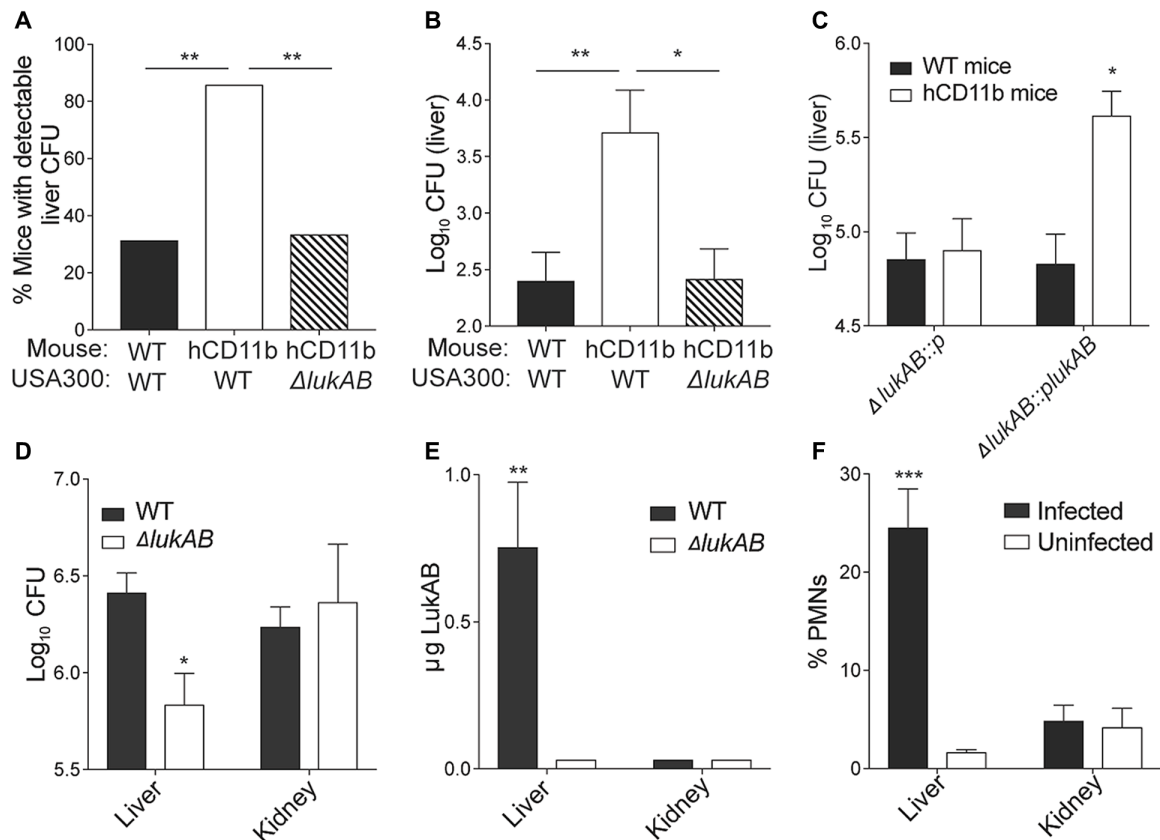 A
% Mice with detectable
liver CFU
100
80
60
40
20
0
** **
Mouse: WT hCD11b hCD11b
USA300: WT WT ΔlukAB
B
Log10 CFU (liver)
4.5
4.0
3.5
3.0
2.5
2.0
** *
Mouse: WT hCD11b hCD11b
USA300: WT WT ΔlukAB
C
Log10 CFU (liver)
6.0
5.5
5.0
4.5
WT mice
hCD11b mice
*
ΔlukAB::p
ΔlukAB::plukAB
D
Log10 CFU
7.0
6.5
6.0
5.5
WT
ΔlukAB
*
Liver
Kidney
E
µg LukAB
1.0
0.5
0.0
**
WT
ΔlukAB
Liver
Kidney
F
% PMNs
30
20
10
0
***
Infected
Uninfected
Liver
Kidney